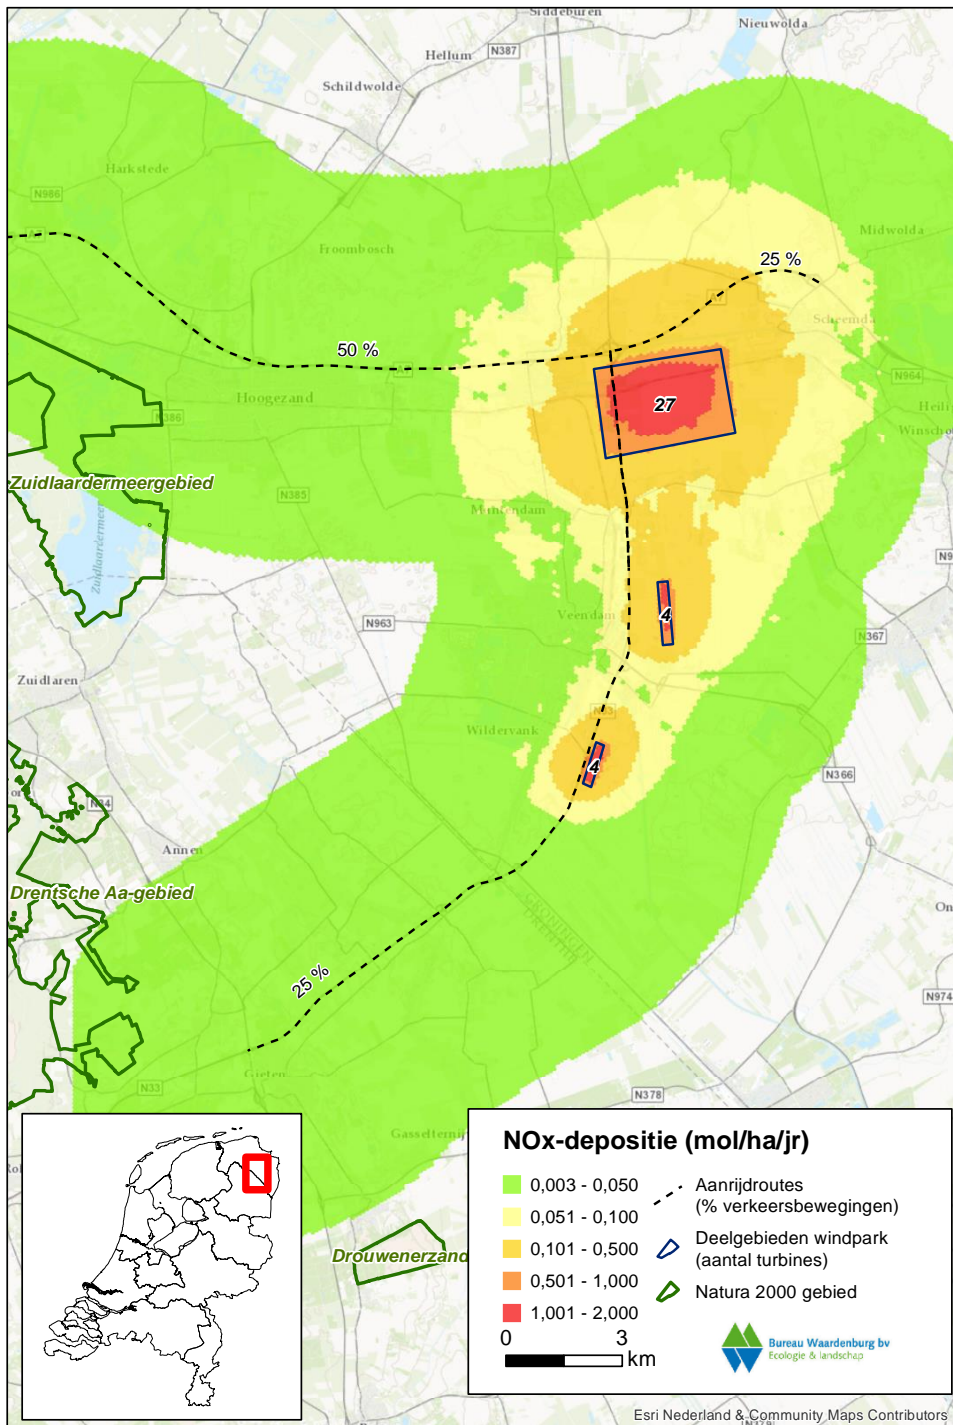 Siddeburen
Nieuwolda
Hellum
N387
Schildwolde
Harkstede
N986
Midwolda
A7
Froombosch
25 %
A7
Scheemda
50 %
A7
N964
Hoogezand
27
N386
Winscho
Zuidlaardermeergebied
N385
Zuidlaardermeer
Veendam
4
N963
N367
Zuidlaren
Wildervank
N33
4
N366
N34
Annen
Drentsche Aa-gebied
GRONINGEN
DRENTHE
25 %
N974
Gieten
N33
N378
Drouwenerzand
NOx-depositie (mol/ha/jr)
0,003 - 0,050
0,051 - 0,100
0,101 - 0,500
0,501 - 1,000
1,001 - 2,000
Aanrijdroutes
(% verkeersbewegingen)
Deelgebieden windpark
(aantal turbines)
Natura 2000 gebied
0 3
km
Bureau Waardenburg bv
Ecologie & landschap
Esri Nederland & Community Maps Contributors